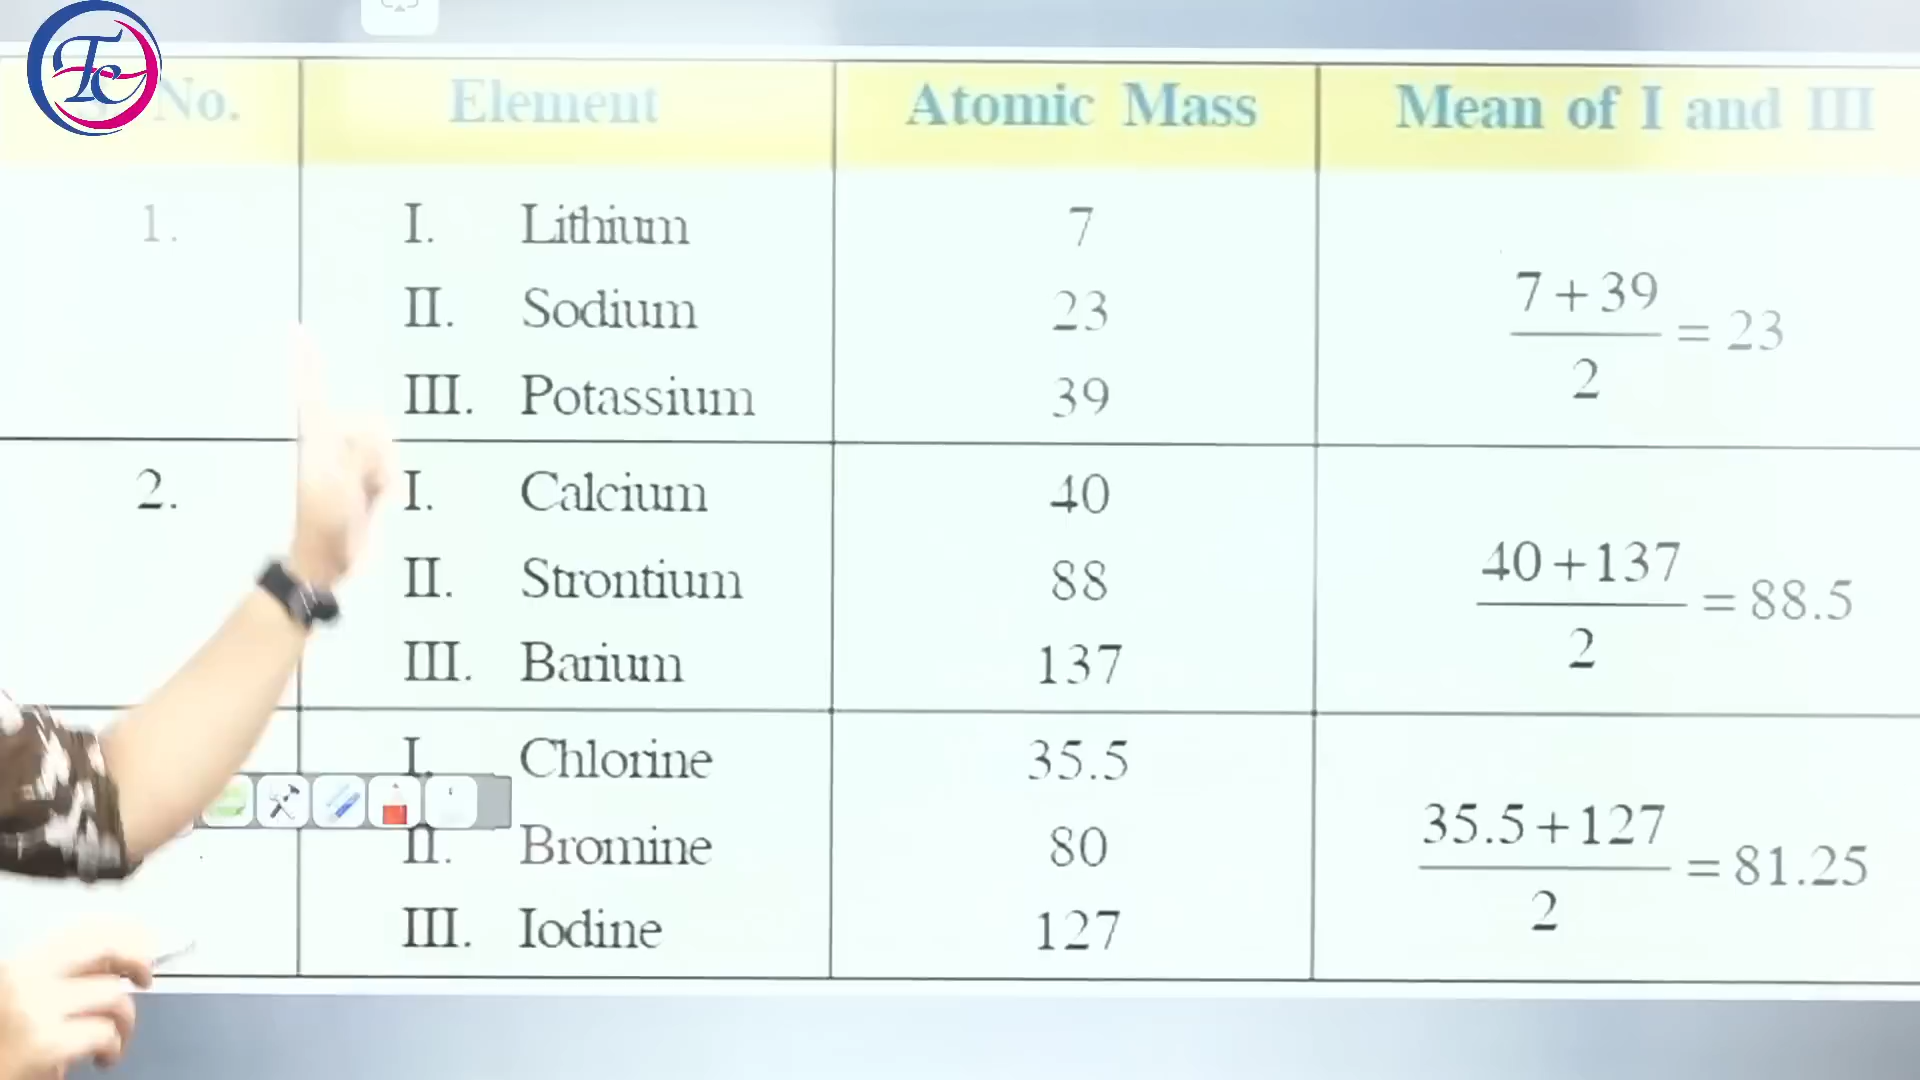 Tc
No. Element Atomic Mass Mean of I and III
1. I. Lithium 7
II. Sodium 23
III. Potassium 39
7 + 39 / 2 = 23
2. I. Calcium 40
II. Strontium 88
III. Barium 137
40 + 137 / 2 = 88.5
I. Chlorine 35.5
II. Bromine 80
III. Iodine 127
35.5 + 127 / 2 = 81.25